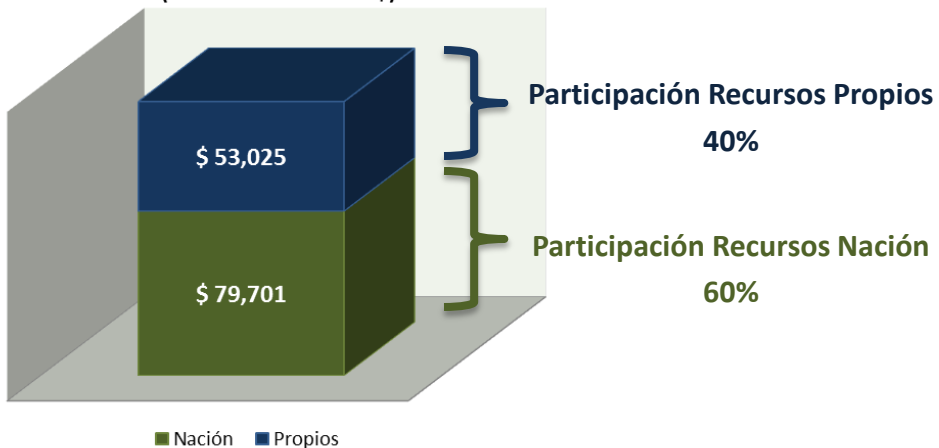 Participación Recursos Propios
40%
$ 53,025
Participación Recursos Nación
60%
$ 79,701
Nación Propios